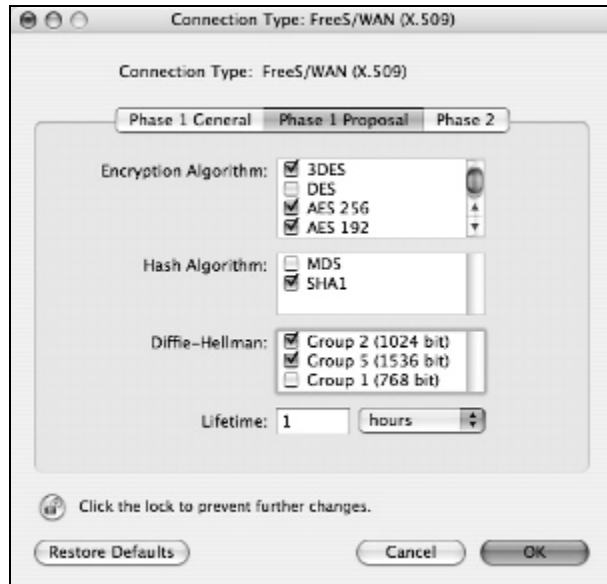 Connection Type: FreeS/WAN (X.509)
Connection Type: FreeS/WAN (X.509)
Phase 1 General Phase 1 Proposal Phase 2
Encryption Algorithm: 3DES
DES
AES 256
AES 192
Hash Algorithm: MD5
SHA1
Diffie-Hellman: Group 2 (1024 bit)
Group 5 (1536 bit)
Group 1 (768 bit)
Lifetime: 1 hours
Click the lock to prevent further changes.
Restore Defaults Cancel OK